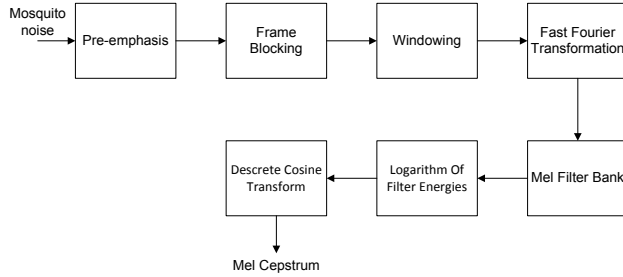 Mosquito
noise
Pre-emphasis
Frame
Blocking
Windowing
Fast Fourier
Transformation
Mel Filter Bank
Logarithm Of
Filter Energies
Descrete Cosine
Transform
Mel Cepstrum